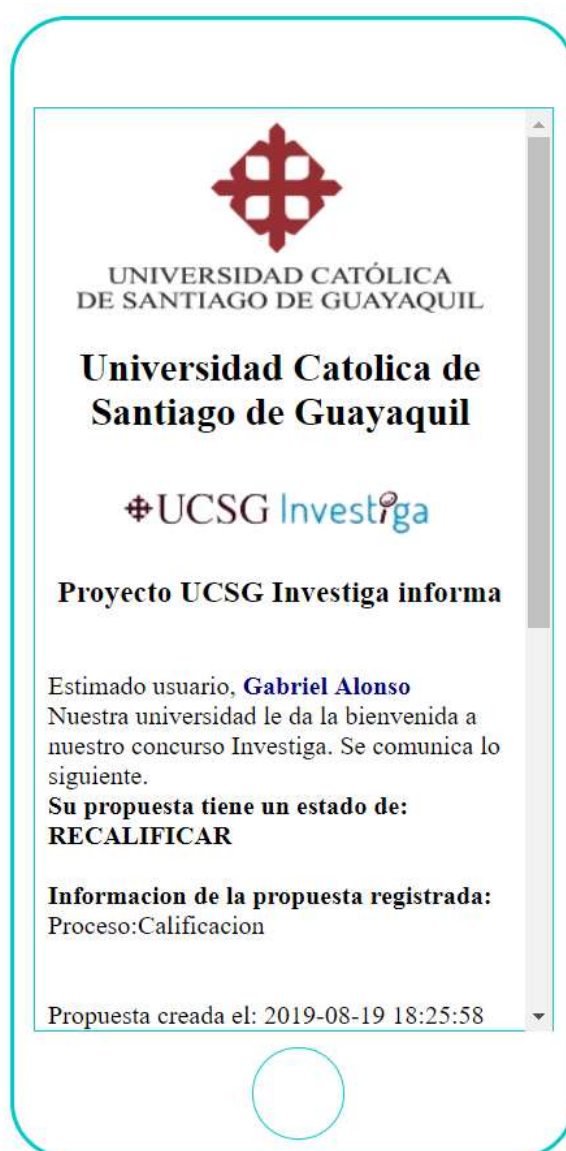 UNIVERSIDAD CATÓLICA
DE SANTIAGO DE GUAYAQUIL
Universidad Catolica de
Santiago de Guayaquil
UCSG Investiga
Proyecto UCSG Investiga informa
Estimado usuario, Gabriel Alonso
Nuestra universidad le da la bienvenida a
nuestro concurso Investiga. Se comunica lo
siguiente.
Su propuesta tiene un estado de:
RECALIFICAR
Informacion de la propuesta registrada:
Proceso:Calificacion
Propuesta creada el: 2019-08-19 18:25:58